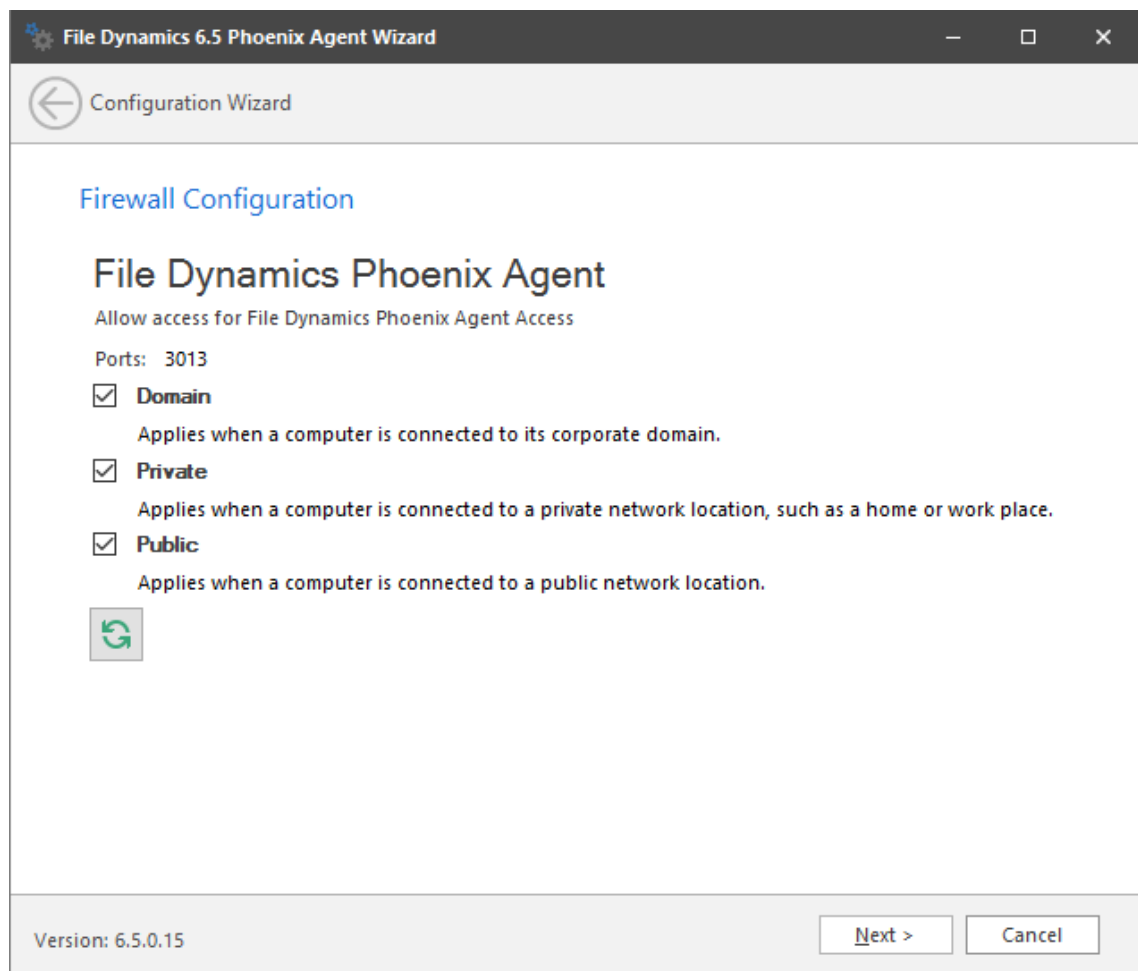 File Dynamics 6.5 Phoenix Agent Wizard
Configuration Wizard
Firewall Configuration
File Dynamics Phoenix Agent
Allow access for File Dynamics Phoenix Agent Access
Ports: 3013
Domain
Applies when a computer is connected to its corporate domain.
Private
Applies when a computer is connected to a private network location, such as a home or work place.
Public
Applies when a computer is connected to a public network location.
Version: 6.5.0.15
Next >
Cancel